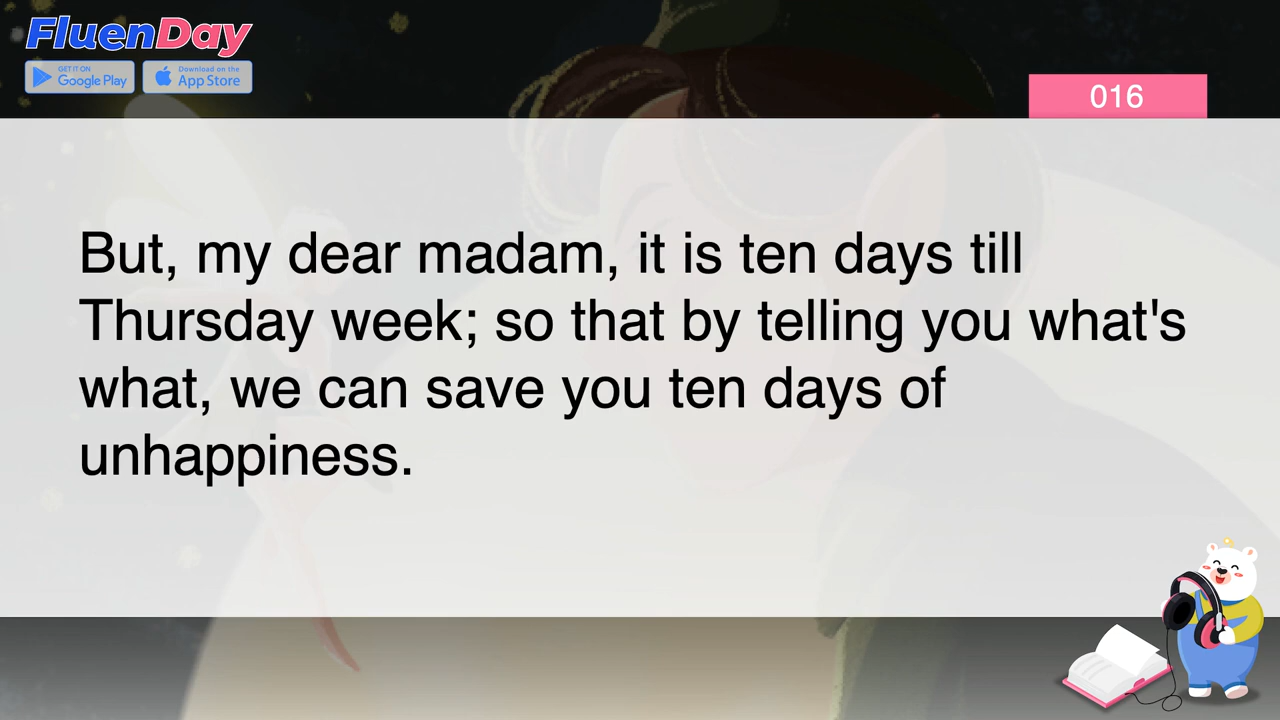 FluenDay
GET IT ON
Google Play
Download on the
App Store
016
But, my dear madam, it is ten days till
Thursday week; so that by telling you what's
what, we can save you ten days of
unhappiness.